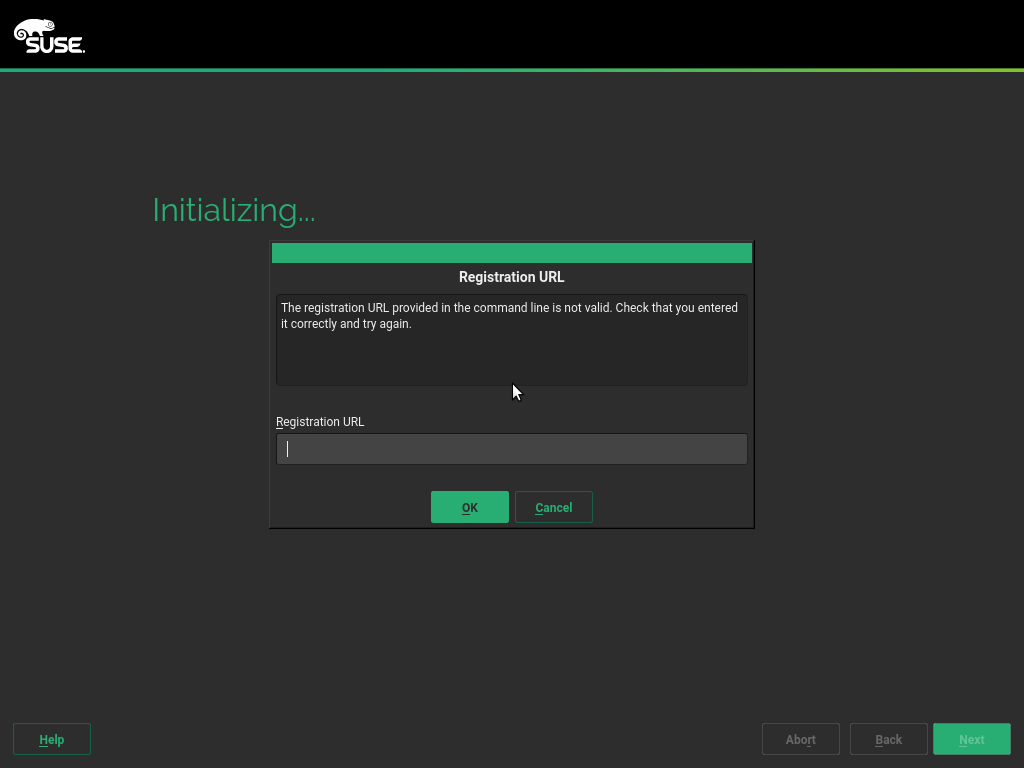 SUSE.
Initializing...
Registration URL
The registration URL provided in the command line is not valid. Check that you entered
it correctly and try again.
Registration URL
OK
Cancel
Help
Abort
Back
Next